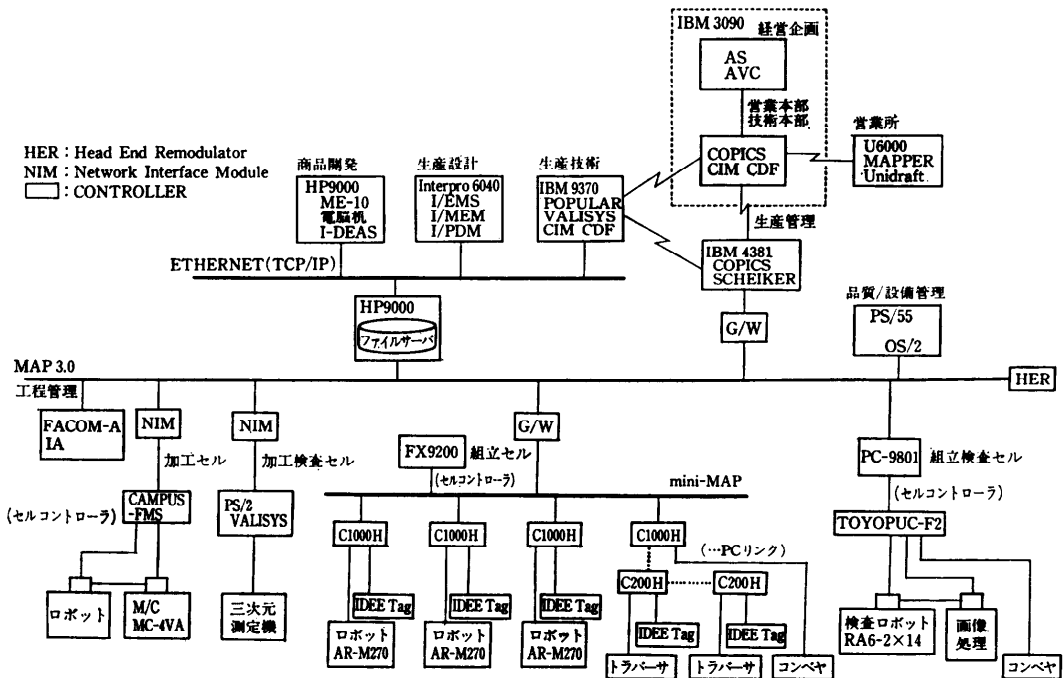 IBM 3090
経営企画
AS
AVC
営業本部
技術本部
COPICS
CIM CDF
営業所
U6000
MAPPER
Unidraft
HER：Head End Remodulator
NIM：Network Interface Module
：CONTROLLER
商品開発
HP9000
ME-10
電脳机
I-DEAS
生産設計
Interpro 6040
I/EMS
I/MEM
I/PDM
生産技術
IBM 9370
POPULAR
VALISYS
CIM CDF
生産管理
IBM 4381
COPICS
SCHEIKER
ETHERNET(TCP/IP)
HP9000
ファイルサーバ
G/W
品質/設備管理
PS/55
OS/2
MAP 3.0
HER
工程管理
FACOM-A
IA
NIM
加工セル
(セルコントローラ)
CAMPUS
-FMS
ロボット
M/C
MC-4VA
NIM
加工検査セル
PS/2
VALISYS
三次元
測定機
G/W
FX9200
組立セル
(セルコントローラ)
mini-MAP
C1000H
C1000H
C1000H
C1000H
(…PCリンク)
C200H
C200H
IDEE Tag
IDEE Tag
IDEE Tag
IDEE Tag
IDEE Tag
ロボット
AR-M270
ロボット
AR-M270
ロボット
AR-M270
トラバーサ
トラバーサ
コンベヤ
PC-9801
組立検査セル
(セルコントローラ)
TOYOPUC-F2
検査ロボット
RA6-2×14
画像
処理
コンベヤ